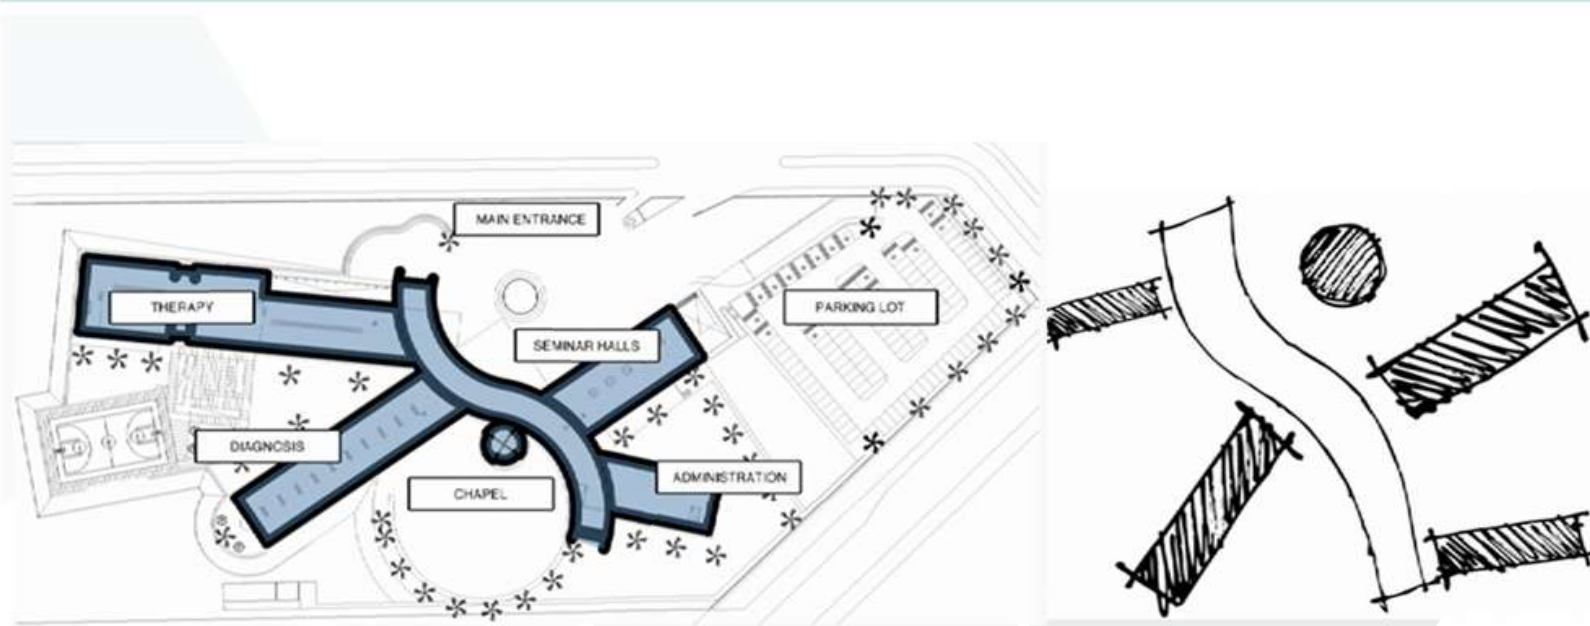 MAIN ENTRANCE
THERAPY
PARKING LOT
SEMINAR HALLS
DIAGNOSIS
ADMINISTRATION
CHAPEL